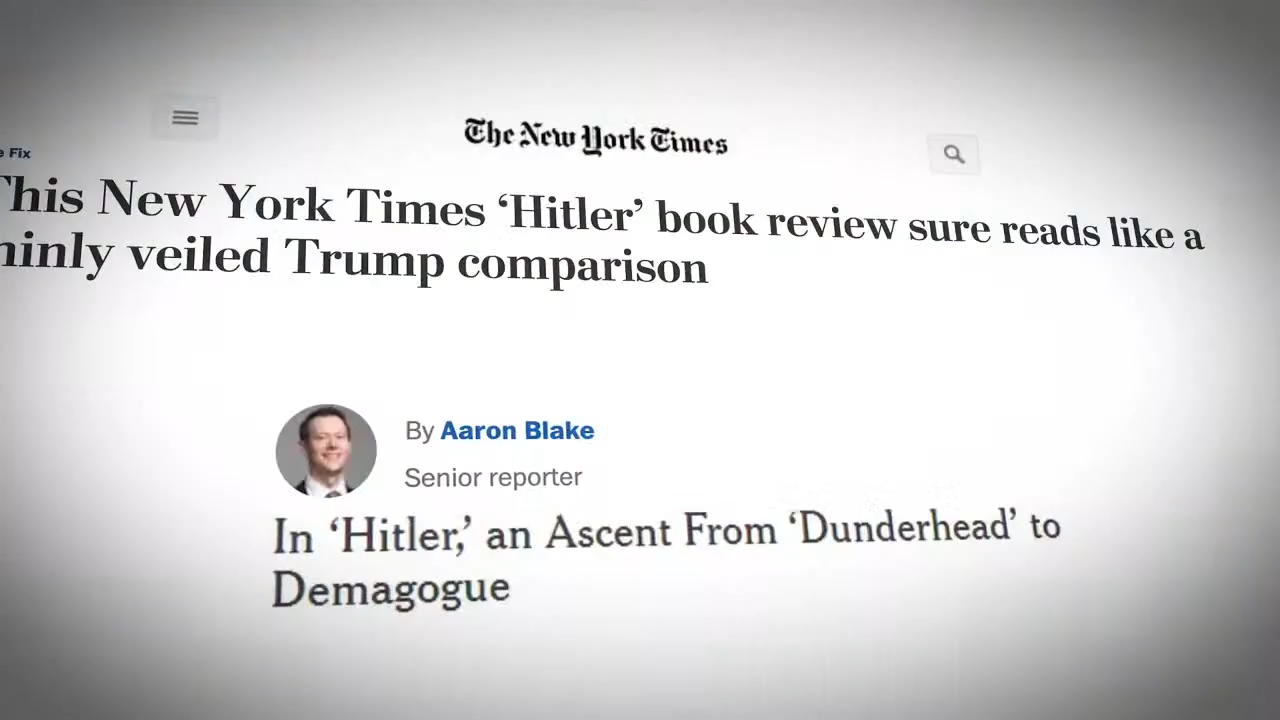 The New York Times
Fix
This New York Times ‘Hitler’ book review sure reads like a
veiled Trump comparison
By Aaron Blake
Senior reporter
In ‘Hitler,’ an Ascent From ‘Dunderhead’ to
Demagogue